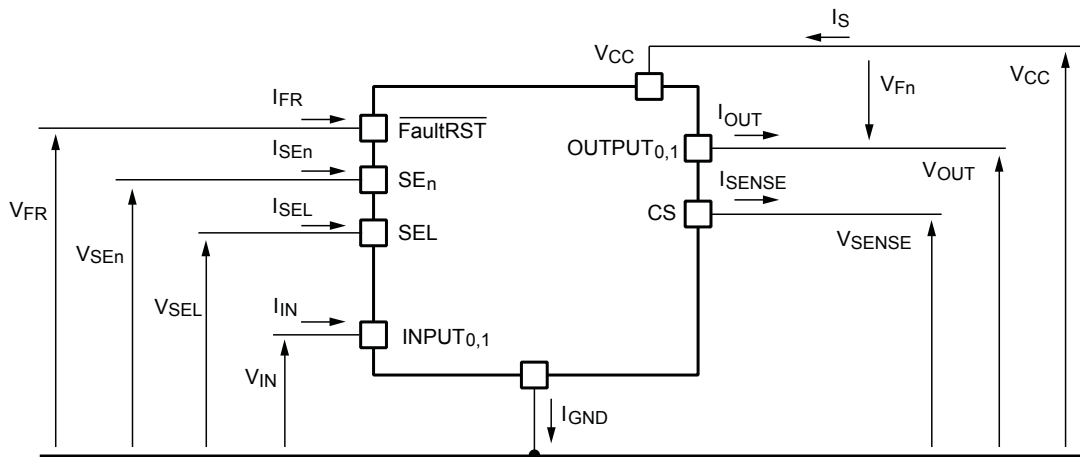 IS
VCC
VCC
VFn
IFR
FaultRST
IOUT
OUTPUT0,1
ISEn
SEn
VOUT
ISENSE
VFR
ISEL
SEL
CS
VSEn
VSENSE
VSEL
IIN
INPUT0,1
VIN
IGND